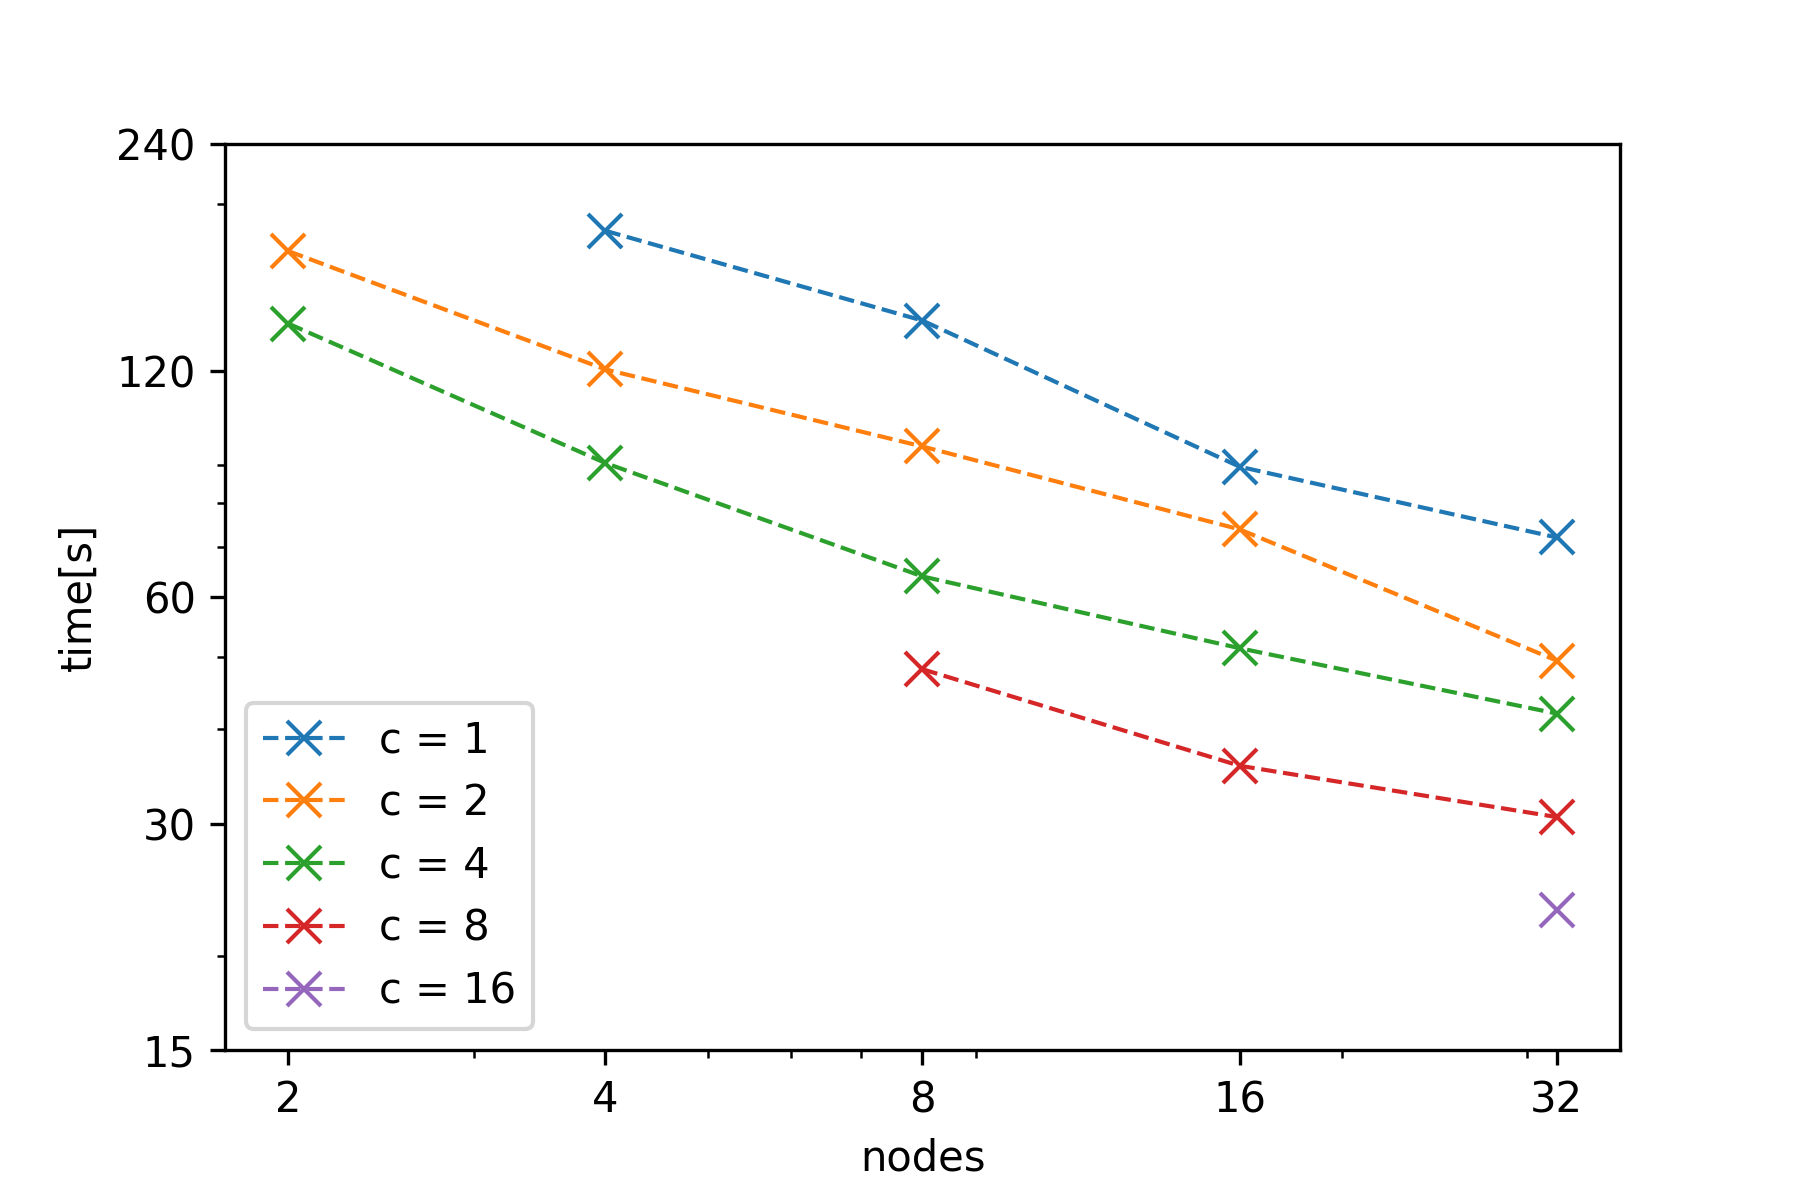 240
120
60
30
15
time[s]
c = 1
c = 2
c = 4
c = 8
c = 16
2 4 8 16 32
nodes